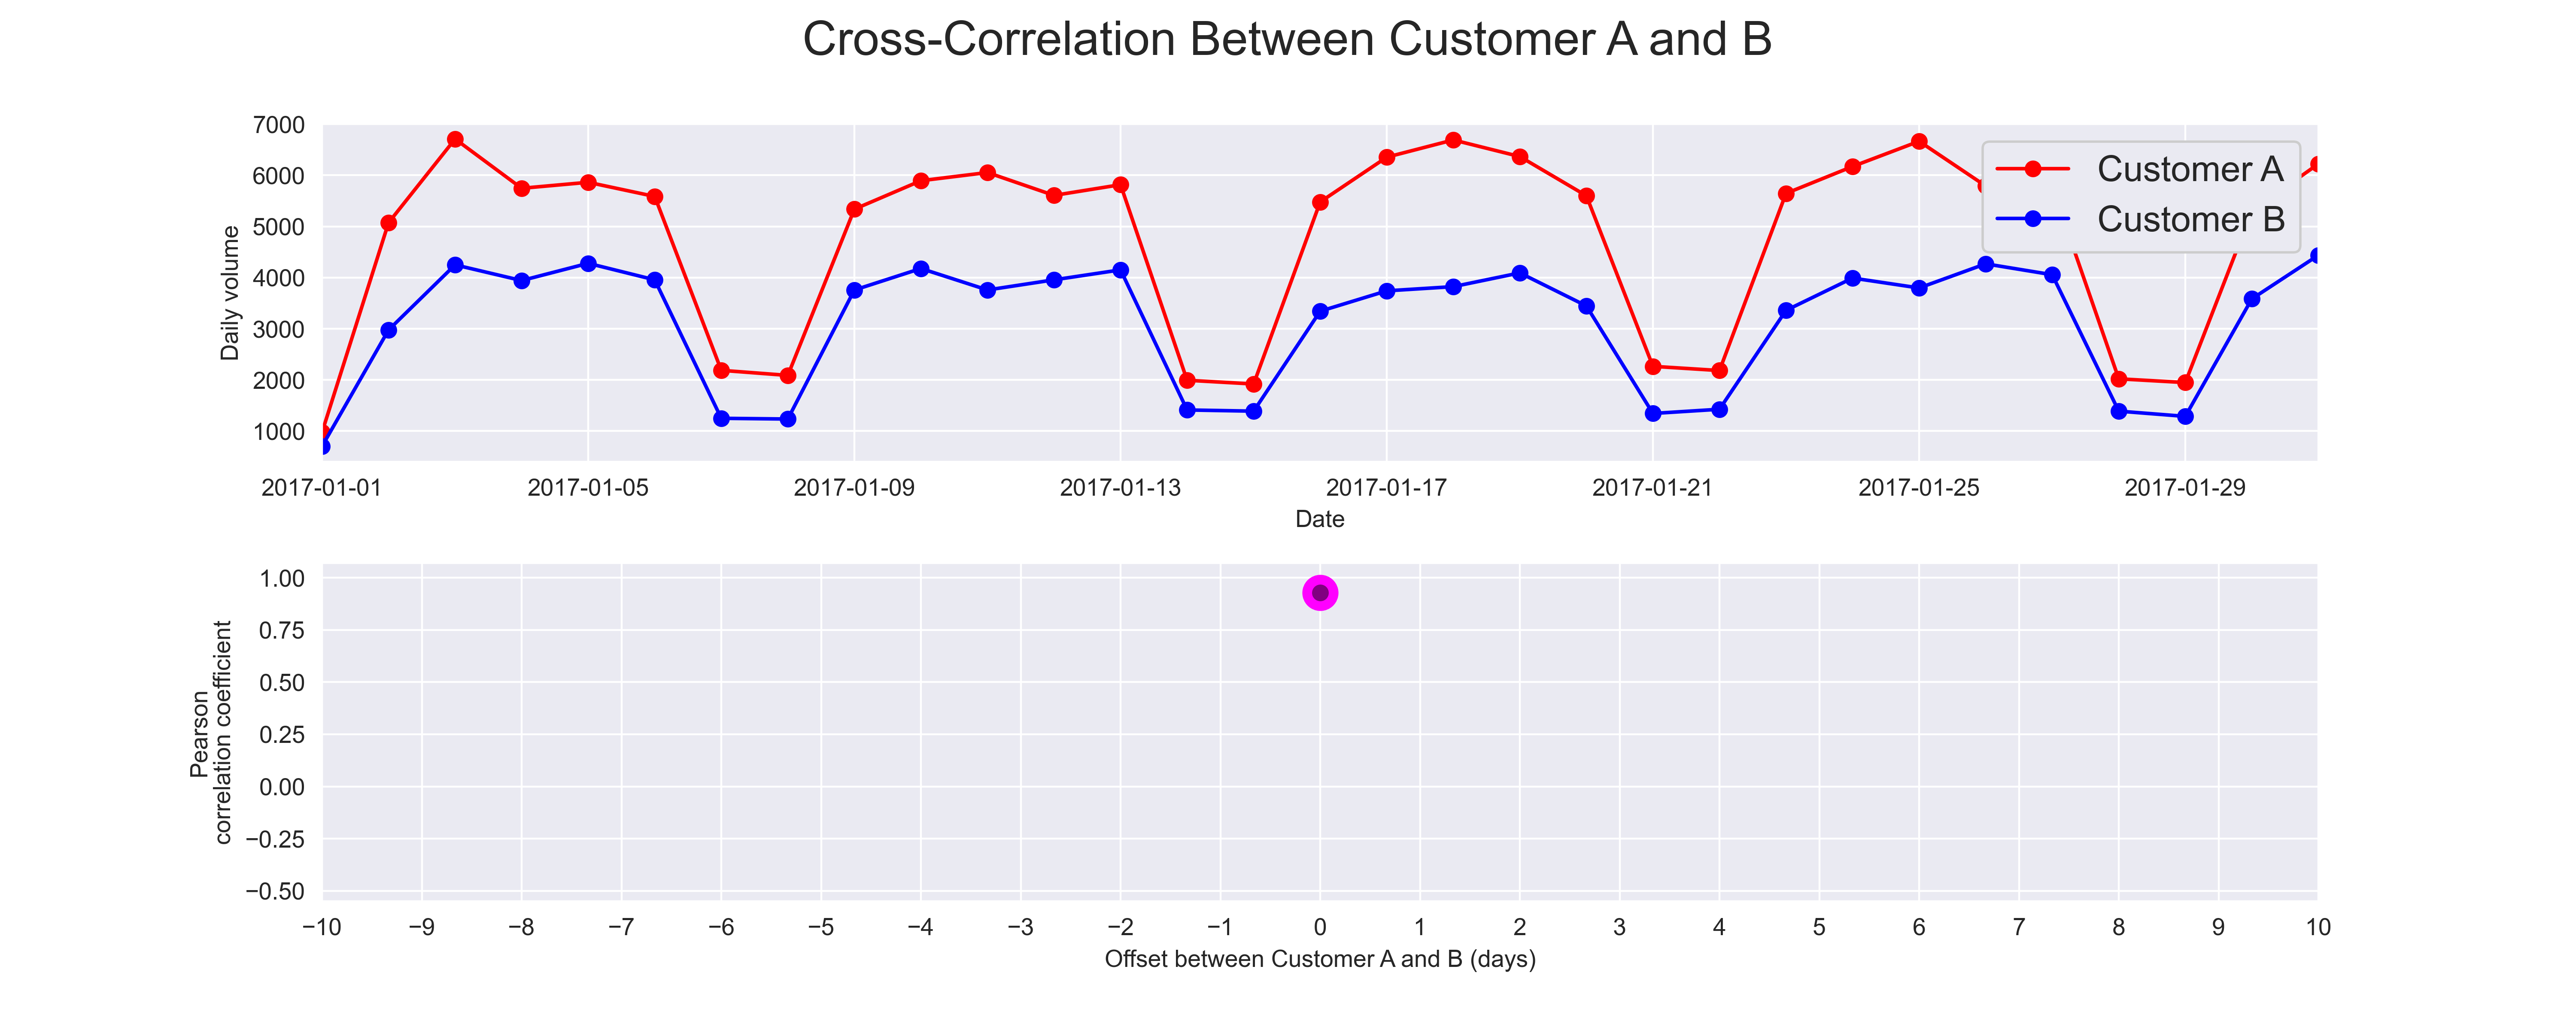 Cross-Correlation Between Customer A and B
7000
6000
5000
4000
3000
2000
1000
Daily volume
Customer A
Customer B
2017-01-01 2017-01-05 2017-01-09 2017-01-13 2017-01-17 2017-01-21 2017-01-25 2017-01-29
Date
1.00
0.75
0.50
0.25
0.00
−0.25
−0.50
Pearson
correlation coefficient
−10 −9 −8 −7 −6 −5 −4 −3 −2 −1 0 1 2 3 4 5 6 7 8 9 10
Offset between Customer A and B (days)